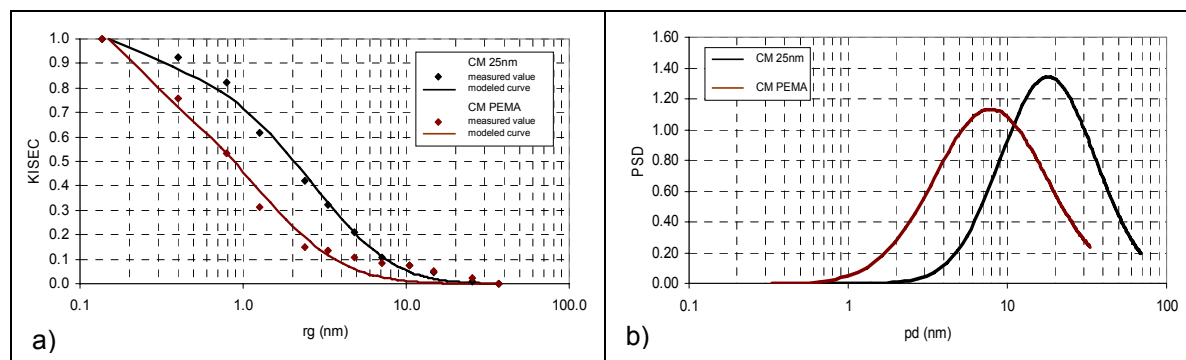 1.0
0.9
0.8
0.7
0.6
0.5
0.4
0.3
0.2
0.1
0.0
KISEC
CM 25nm
measured value
modeled curve
CM PEMA
measured value
modeled curve
0.1
1.0
10.0
100.0
rg (nm)
a)
1.60
1.40
1.20
1.00
0.80
0.60
0.40
0.20
0.00
PSD
CM 25nm
CM PEMA
0.1
1
10
100
pd (nm)
b)